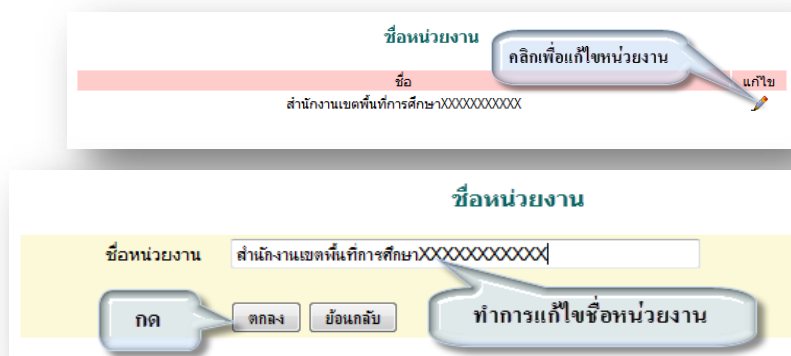 ชื่อหน่วยงาน
คลิกเพื่อแก้ไขหน่วยงาน
ชื่อ แก้ไข
สำนักงานเขตพื้นที่การศึกษาXXXXXXXXXXX
ชื่อหน่วยงาน
ชื่อหน่วยงาน สำนักงานเขตพื้นที่การศึกษาXXXXXXXXXXX
กด ตกลง ย้อนกลับ ทำการแก้ไขชื่อหน่วยงาน